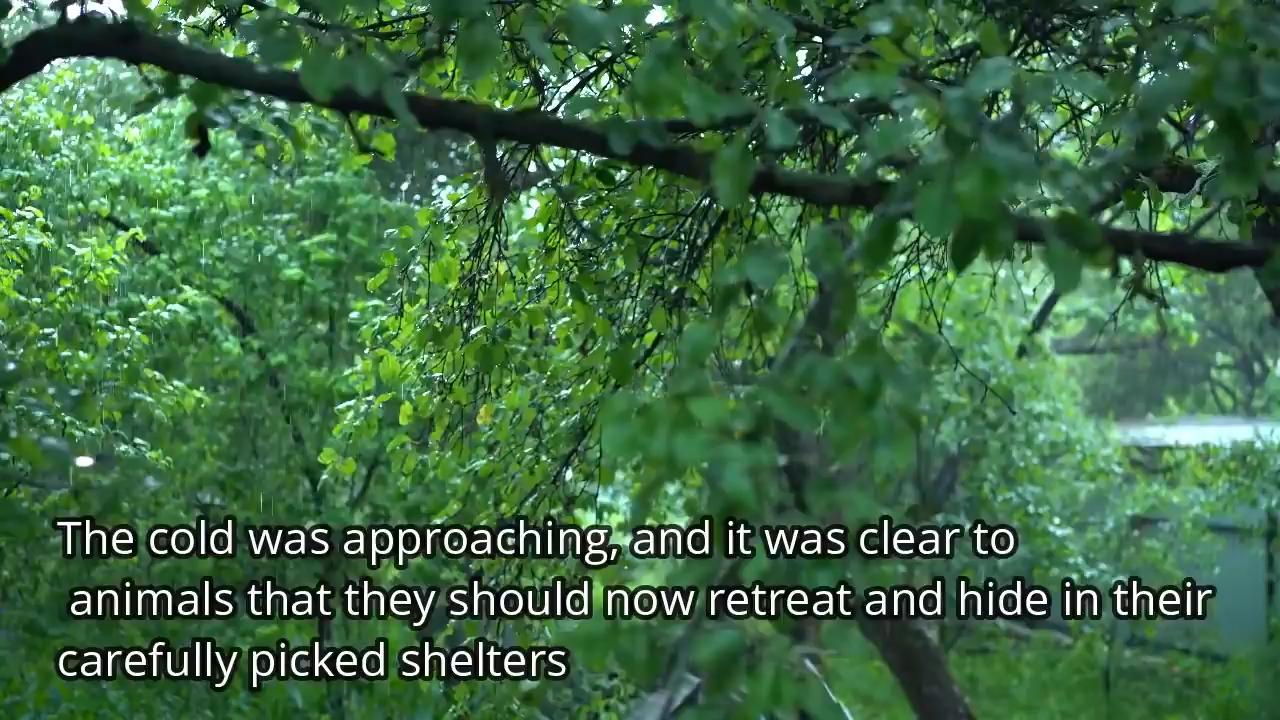 The cold was approaching, and it was clear to
animals that they should now retreat and hide in their
carefully picked shelters